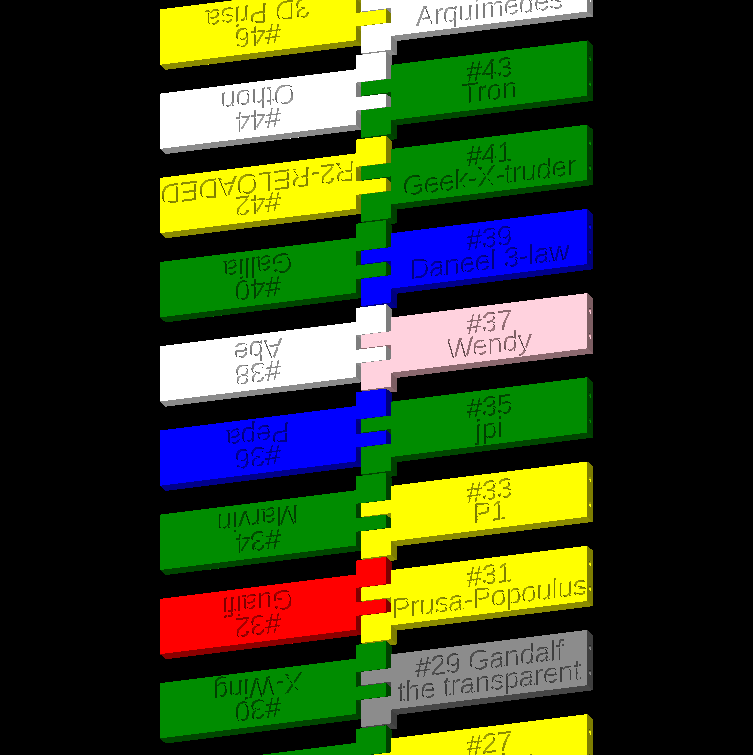 3D Prisa
#46
Arquimedes
Othon
#44
#43
Tron
R2-RELOADED
#42
#41
Geek-X-truder
Gallia
#40
#39
Daneel 3-law
Abe
#38
#37
Wendy
Pepa
#36
#35
jpi
Marvin
#34
#33
P1
Guaifi
#32
#31
Prusa-Popoulus
X-Wing
#30
#29 Gandalf
the transparent
#27